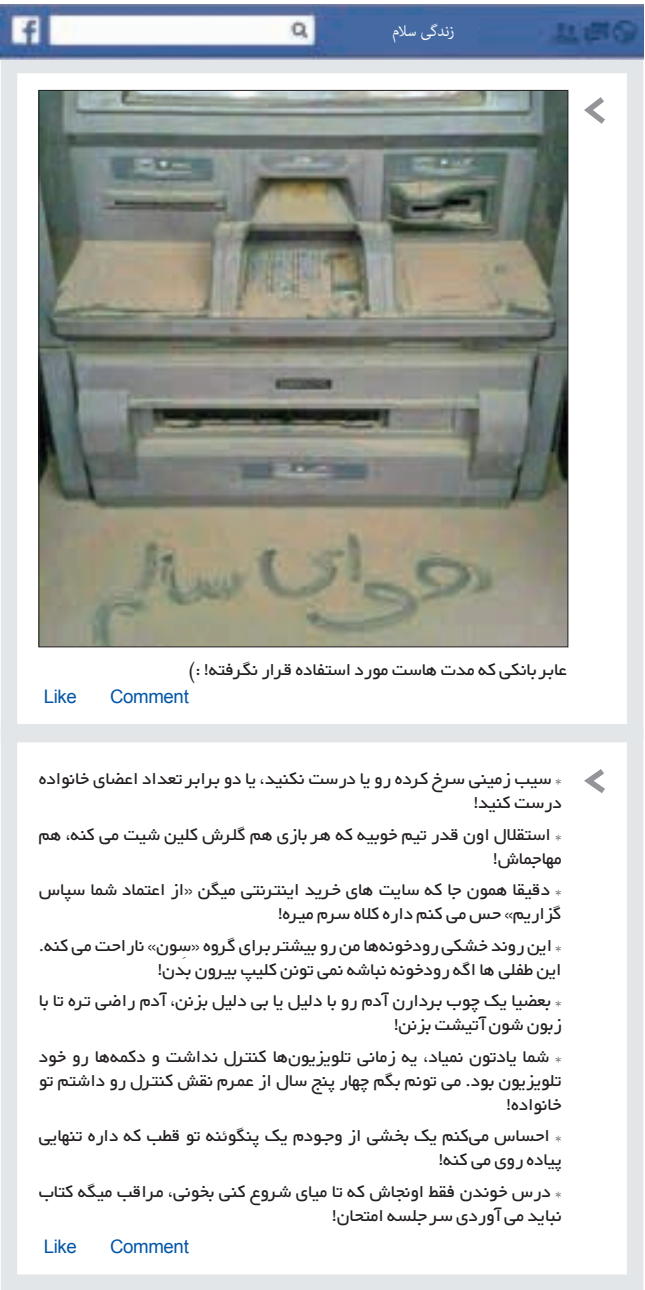 زندگی سلام
هوای سالم
عابر بانکی که مدت هاست مورد استفاده قرار نگرفته! :)
Like Comment
* سیب زمینی سرخ کرده رو یا درست نکنید، یا دو برابر تعداد اعضای خانواده
درست کنید!
* استقلال اون قدر تیم خوبیه که هر بازی هم گلرش کلین شیت می کنه، هم
مهاجماش!
* دقیقا همون جا که سایت های خرید اینترنتی میگن «از اعتماد شما سپاس
گزاریم» حس می کنم داره کلاه سرم میره!
* این روند خشکی رودخونه‌ها من رو بیشتر برای گروه «سِون» ناراحت می کنه.
این طفلی ها اگه رودخونه نباشه نمی تونن کلیپ بیرون بدن!
* بعضیا یک چوب بردارن آدم رو با دلیل یا بی دلیل بزنن، آدم راضی تره تا با
زبون شون آتیشت بزنن!
* شما یادتون نمیاد، یه زمانی تلویزیون‌ها کنترل نداشت و دکمه‌ها رو خود
تلویزیون بود. می تونم بگم چهار پنج سال از عمرم نقش کنترل رو داشتم تو
خانواده!
* احساس می‌کنم یک بخشی از وجودم یک پنگوئنه تو قطب که داره تنهایی
پیاده روی می کنه!
* درس خوندن فقط اونجاش که تا میای شروع کنی بخونی، مراقب میگه کتاب
نباید می آوردی سر جلسه امتحان!
Like Comment